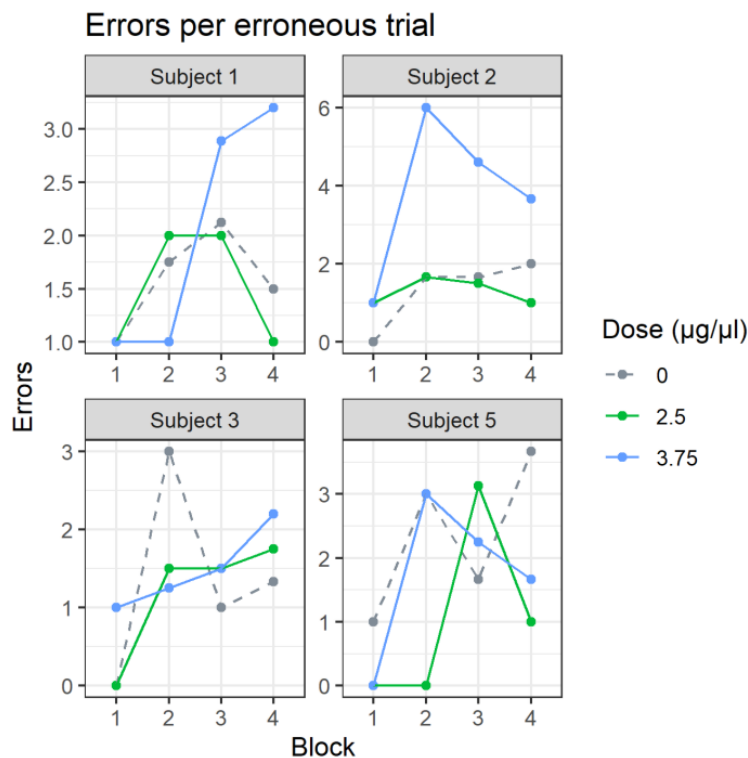 Errors per erroneous trial
Subject 1
Subject 2
3.0
2.5
2.0
1.5
1.0
6
4
2
0
1 2 3 4
1 2 3 4
Errors
Subject 3
Subject 5
3
2
1
0
3
2
1
0
1 2 3 4
1 2 3 4
Block
Dose (µg/µl)
0
2.5
3.75